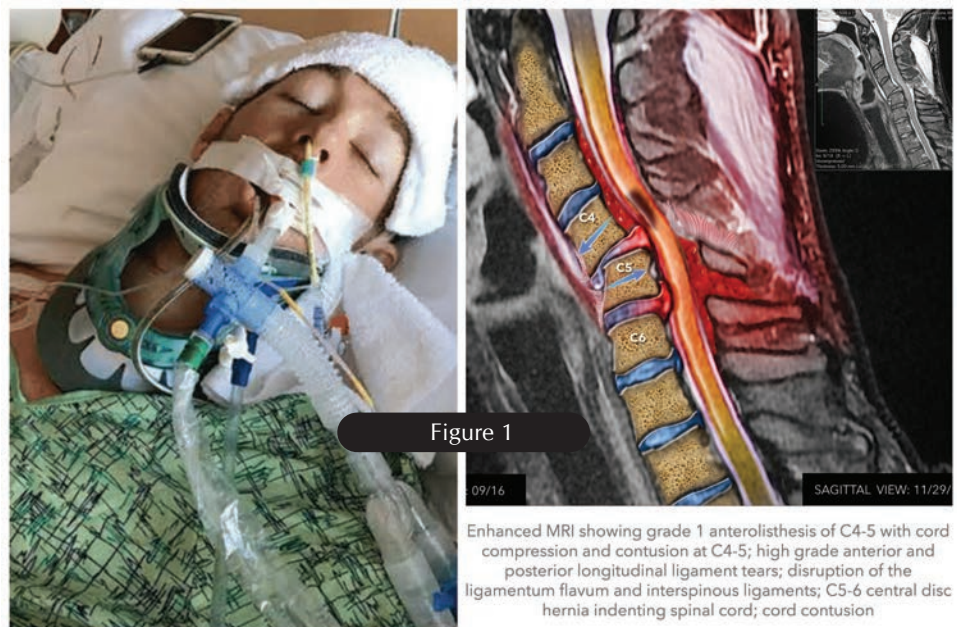 C4
C5
C6
Figure 1
: 09/16
SAGITTAL VIEW: 11/29/
Enhanced MRI showing grade 1 anterolisthesis of C4-5 with cord
compression and contusion at C4-5; high grade anterior and
posterior longitudinal ligament tears; disruption of the
ligamentum flavum and interspinous ligaments; C5-6 central disc
hernia indenting spinal cord; cord contusion